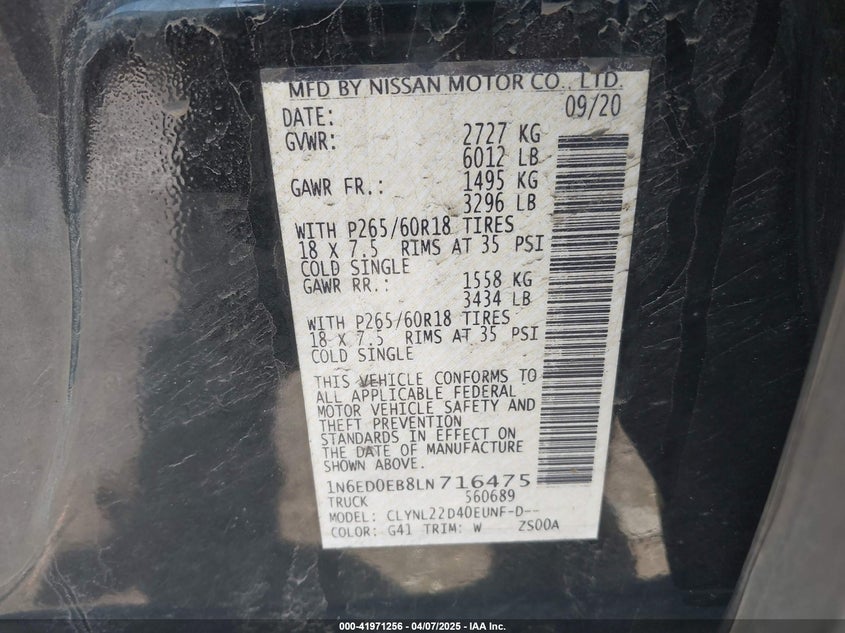 MFD BY NISSAN MOTOR CO., LTD.
DATE: 09/20
GVWR: 2727 KG
6012 LB
GAWR FR.: 1495 KG
3296 LB
WITH P265/60R18 TIRES
18 X 7.5 RIMS AT 35 PSI
COLD SINGLE
GAWR RR.: 1558 KG
3434 LB
WITH P265/60R18 TIRES
18 X 7.5 RIMS AT 35 PSI
COLD SINGLE
THIS VEHICLE CONFORMS TO
ALL APPLICABLE FEDERAL
MOTOR VEHICLE SAFETY AND
THEFT PREVENTION
STANDARDS IN EFFECT ON
THE DATE OF MANUFACTURE
SHOWN ABOVE.
1N6ED0EB8LN716475
TRUCK 560689
MODEL: CLYNL22D40EUNF-D--
COLOR: G41 TRIM: W ZS00A
000-41971256 - 04/07/2025 - IAA Inc.